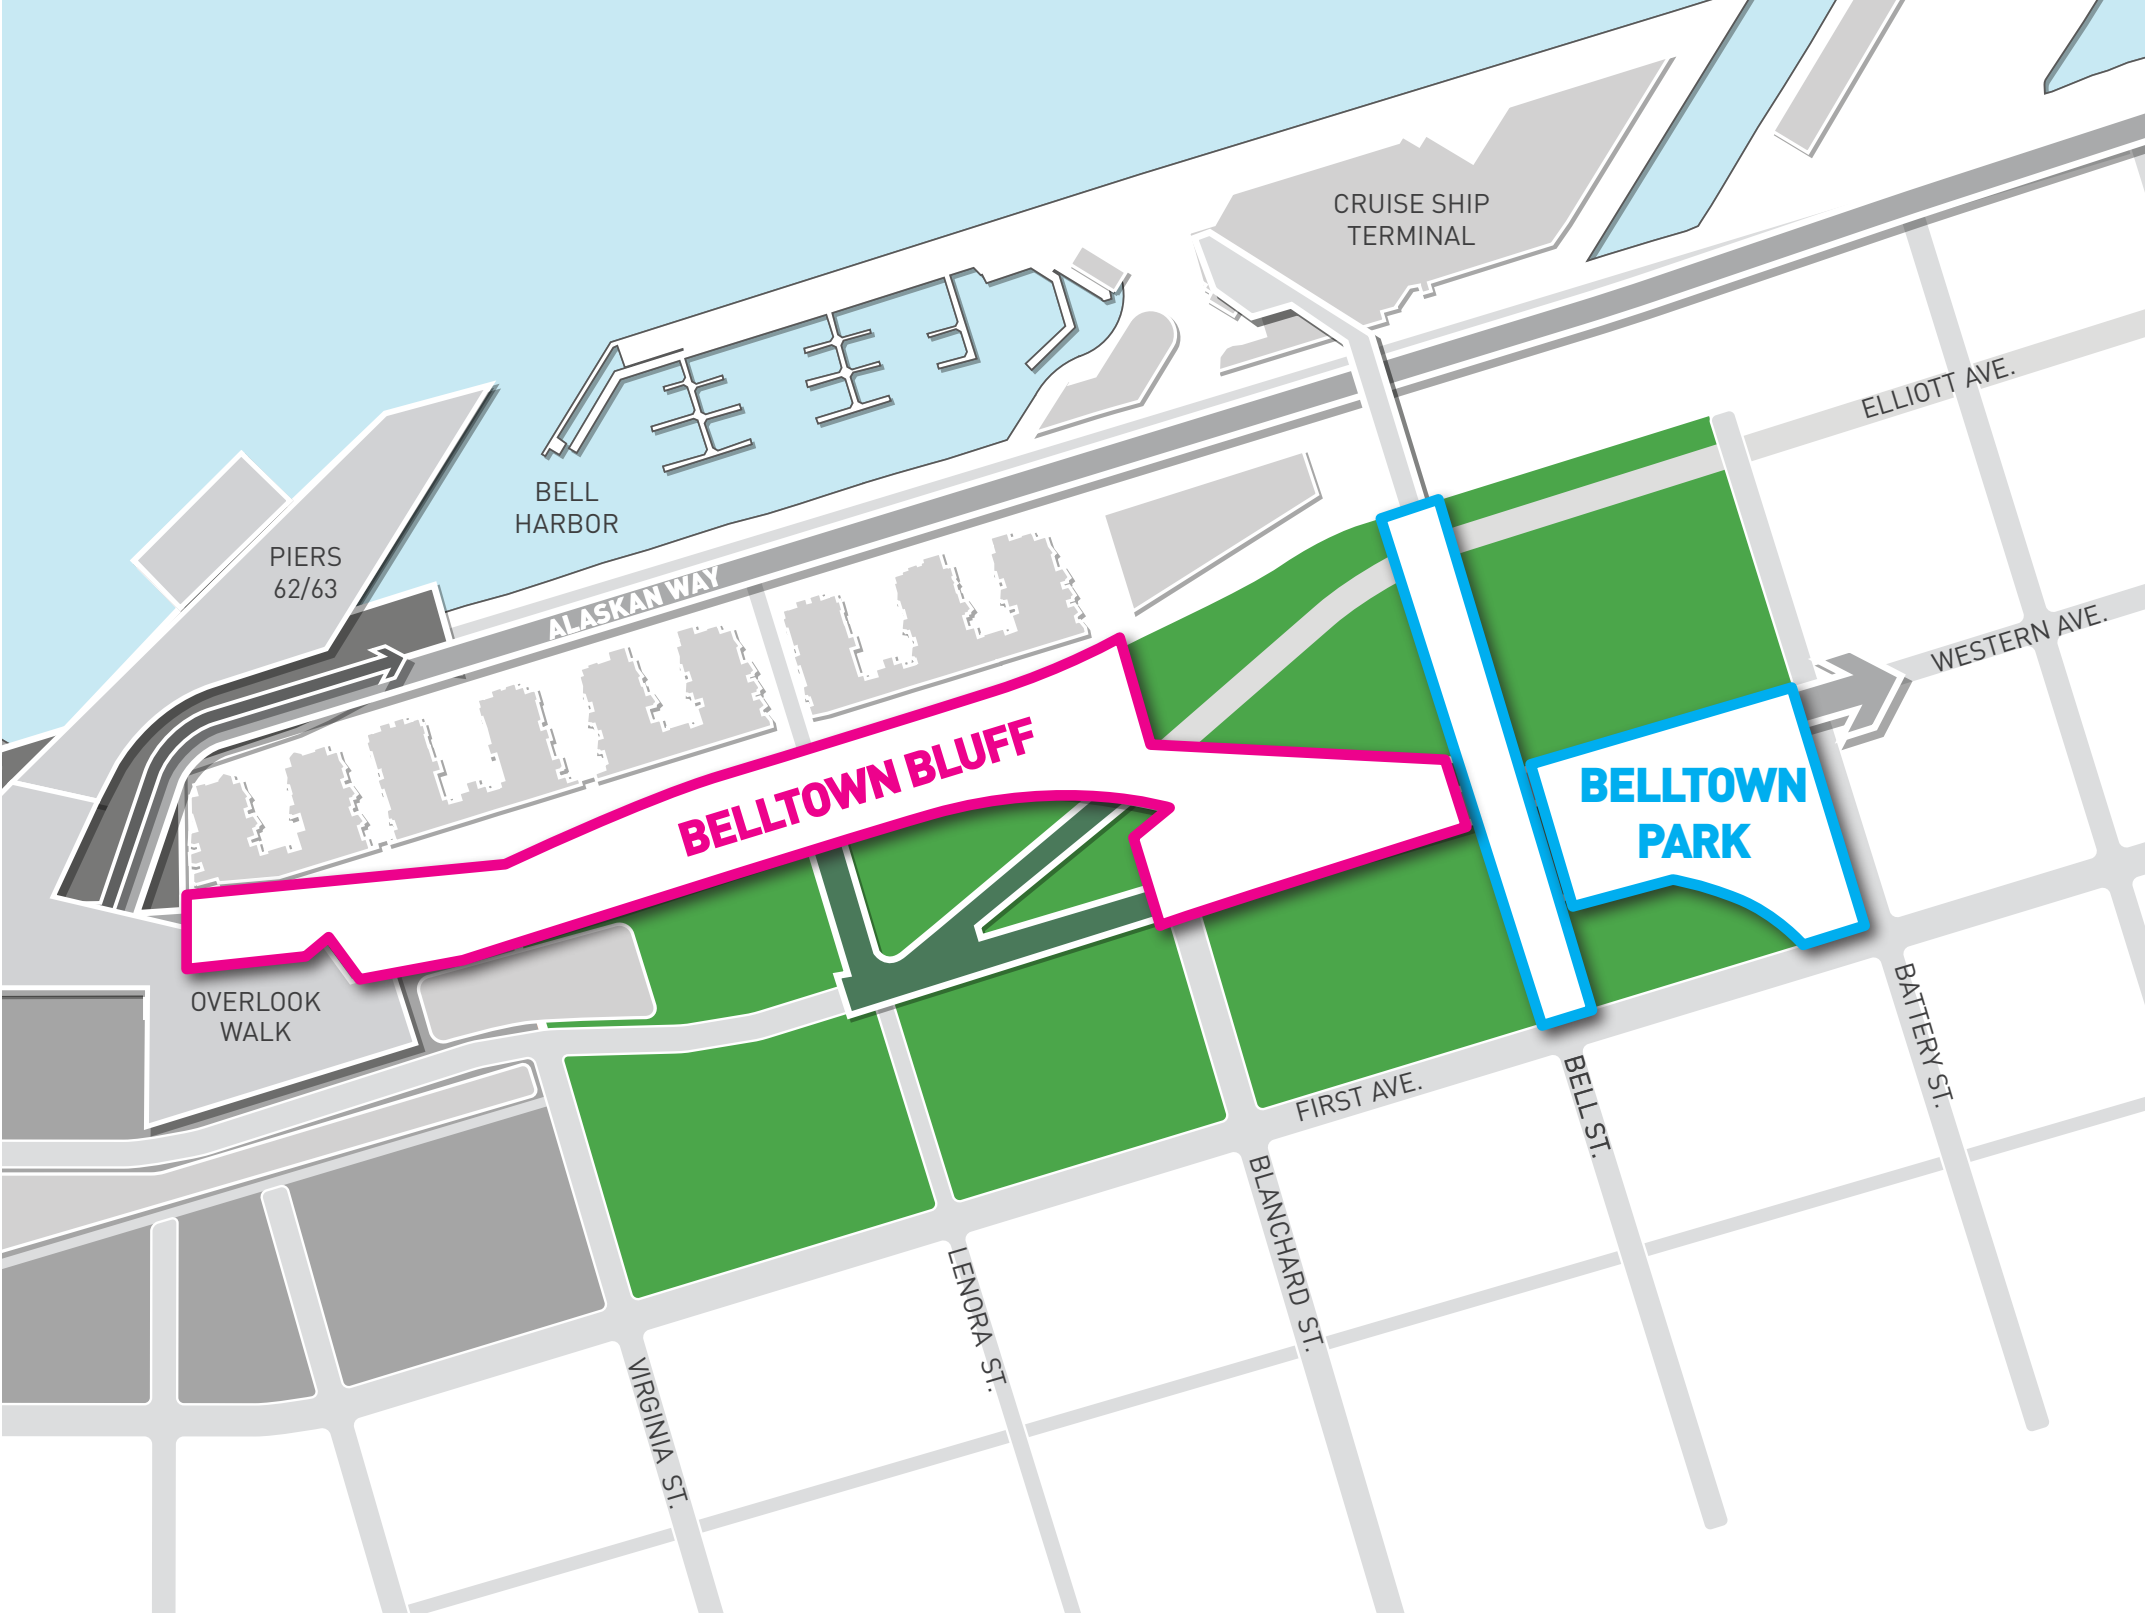 CRUISE SHIP
TERMINAL
ELLIOTT AVE.
BELL
HARBOR
PIERS
62/63
ALASKAN WAY
WESTERN AVE.
BELLTOWN BLUFF
BELLTOWN
PARK
OVERLOOK
WALK
FIRST AVE.
BATTERY ST.
BELL ST.
BLANCHARD ST.
LENORA ST.
VIRGINIA ST.